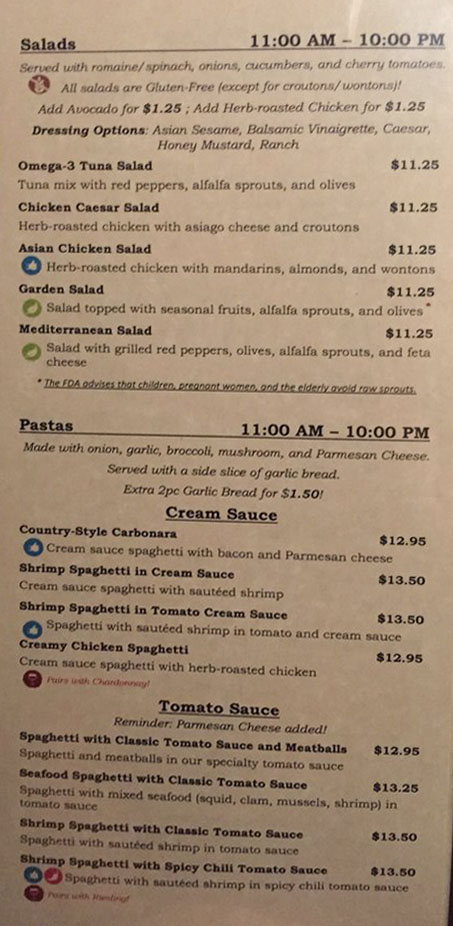 Salads 11:00 AM – 10:00 PM
Served with romaine/spinach, onions, cucumbers, and cherry tomatoes.
All salads are Gluten-Free (except for croutons/wontons)!
Add Avocado for $1.25 ; Add Herb-roasted Chicken for $1.25
Dressing Options: Asian Sesame, Balsamic Vinaigrette, Caesar,
Honey Mustard, Ranch
Omega-3 Tuna Salad $11.25
Tuna mix with red peppers, alfalfa sprouts, and olives
Chicken Caesar Salad $11.25
Herb-roasted chicken with asiago cheese and croutons
Asian Chicken Salad $11.25
Herb-roasted chicken with mandarins, almonds, and wontons
Garden Salad $11.25
Salad topped with seasonal fruits, alfalfa sprouts, and olives *
Mediterranean Salad $11.25
Salad with grilled red peppers, olives, alfalfa sprouts, and feta
cheese
* The FDA advises that children, pregnant women, and the elderly avoid raw sprouts.
Pastas 11:00 AM – 10:00 PM
Made with onion, garlic, broccoli, mushroom, and Parmesan Cheese.
Served with a side slice of garlic bread.
Extra 2pc Garlic Bread for $1.50!
Cream Sauce
Country-Style Carbonara $12.95
Cream sauce spaghetti with bacon and Parmesan cheese
Shrimp Spaghetti in Cream Sauce $13.50
Cream sauce spaghetti with sautéed shrimp
Shrimp Spaghetti in Tomato Cream Sauce $13.50
Spaghetti with sautéed shrimp in tomato and cream sauce
Creamy Chicken Spaghetti $12.95
Cream sauce spaghetti with herb-roasted chicken
Pairs with Chardonnay!
Tomato Sauce
Reminder: Parmesan Cheese added!
Spaghetti with Classic Tomato Sauce and Meatballs $12.95
Spaghetti and meatballs in our specialty tomato sauce
Seafood Spaghetti with Classic Tomato Sauce $13.25
Spaghetti with mixed seafood (squid, clam, mussels, shrimp) in
tomato sauce
Shrimp Spaghetti with Classic Tomato Sauce $13.50
Spaghetti with sautéed shrimp in tomato sauce
Shrimp Spaghetti with Spicy Chili Tomato Sauce $13.50
Spaghetti with sautéed shrimp in spicy chili tomato sauce
Pairs with